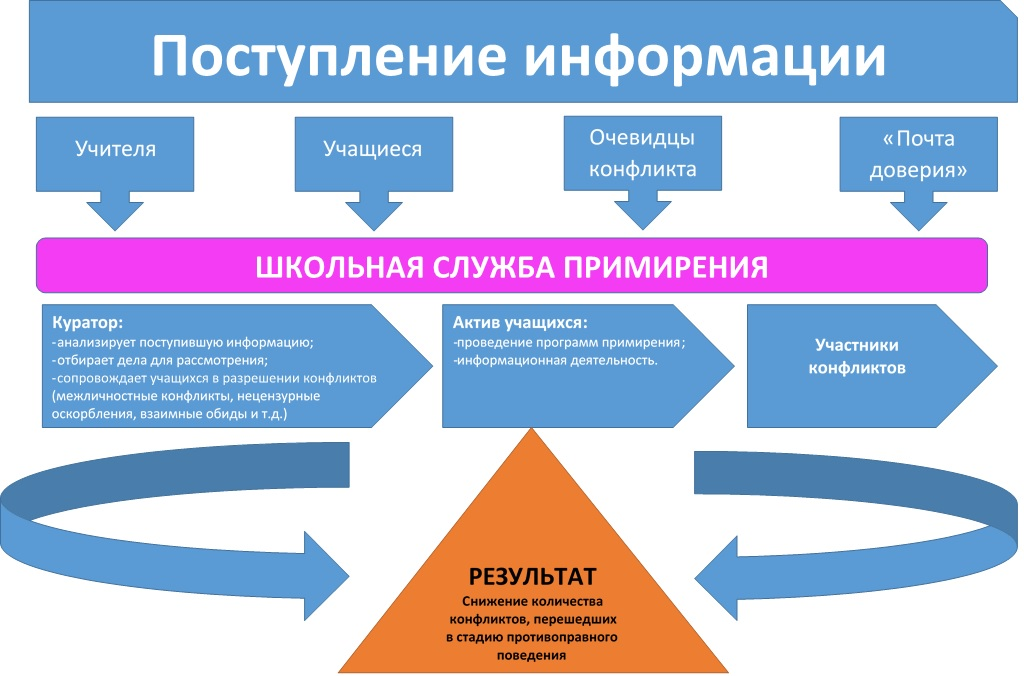 Поступление информации
Учителя
Учащиеся
Очевидцы
конфликта
«Почта
доверия»
ШКОЛЬНАЯ СЛУЖБА ПРИМИРЕНИЯ
Куратор:
-анализирует поступившую информацию;
-отбирает дела для рассмотрения;
-сопровождает учащихся в разрешении конфликтов
(межличностные конфликты, нецензурные
оскорбления, взаимные обиды и т.д.)
Актив учащихся:
-проведение программ примирения;
-информационная деятельность.
Участники
конфликтов
РЕЗУЛЬТАТ
Снижение количества
конфликтов, перешедших
в стадию противоправного
поведения